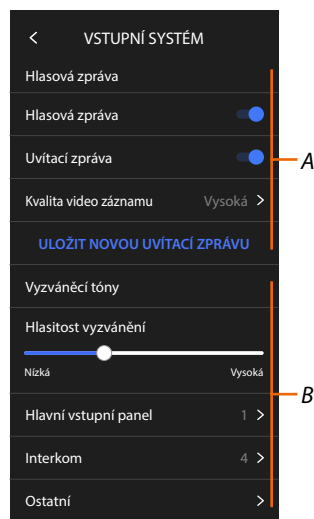 VSTUPNÍ SYSTÉM
Hlasová zpráva
Hlasová zpráva
Uvítací zpráva
A
Kvalita video záznamu Vysoká
ULOŽIT NOVOU UVÍTACÍ ZPRÁVU
Vyzváněcí tóny
Hlasitost vyzvánění
Nízká Vysoká
B
Hlavní vstupní panel 1
Interkom 4
Ostatní